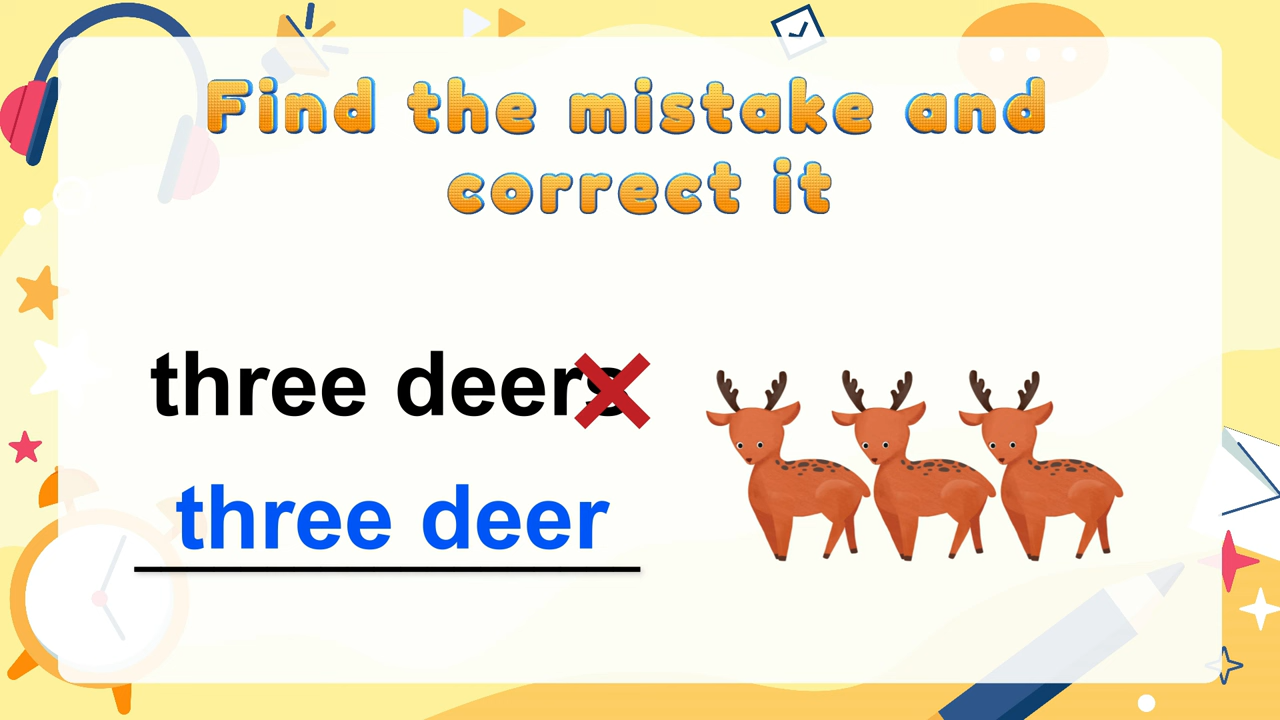 Find the mistake and
correct it
three deers
three deer